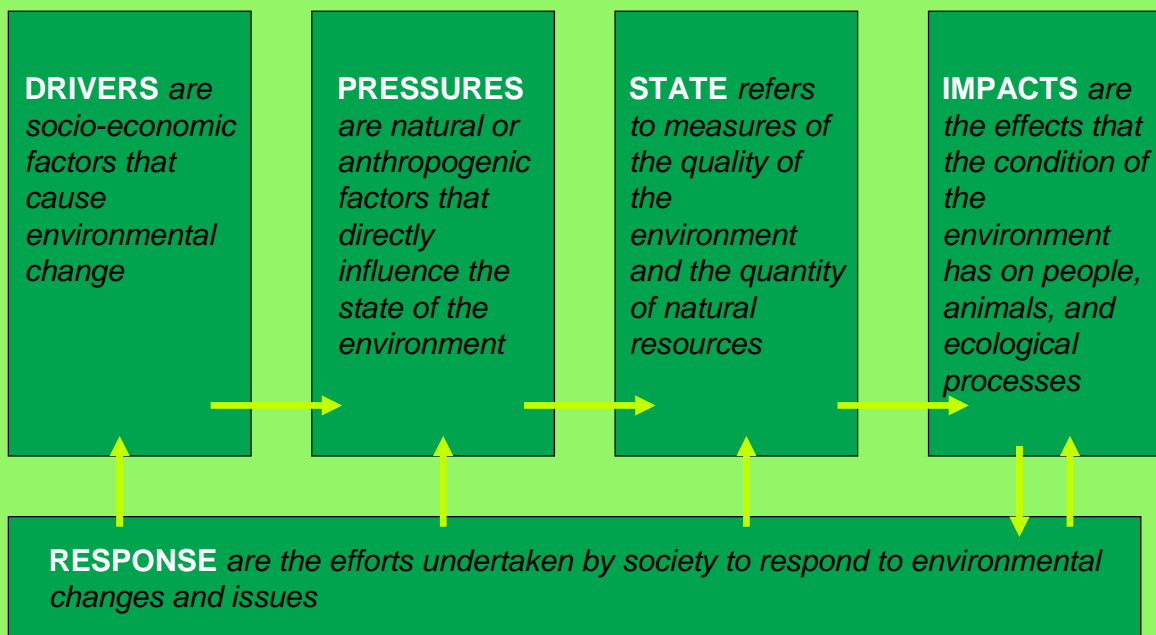 DRIVERS are
socio-economic
factors that
cause
environmental
change
PRESSURES
are natural or
anthropogenic
factors that
directly
influence the
state of the
environment
STATE refers
to measures of
the quality of
the
environment
and the quantity
of natural
resources
IMPACTS are
the effects that
the condition of
the
environment
has on people,
animals, and
ecological
processes
RESPONSE are the efforts undertaken by society to respond to environmental
changes and issues